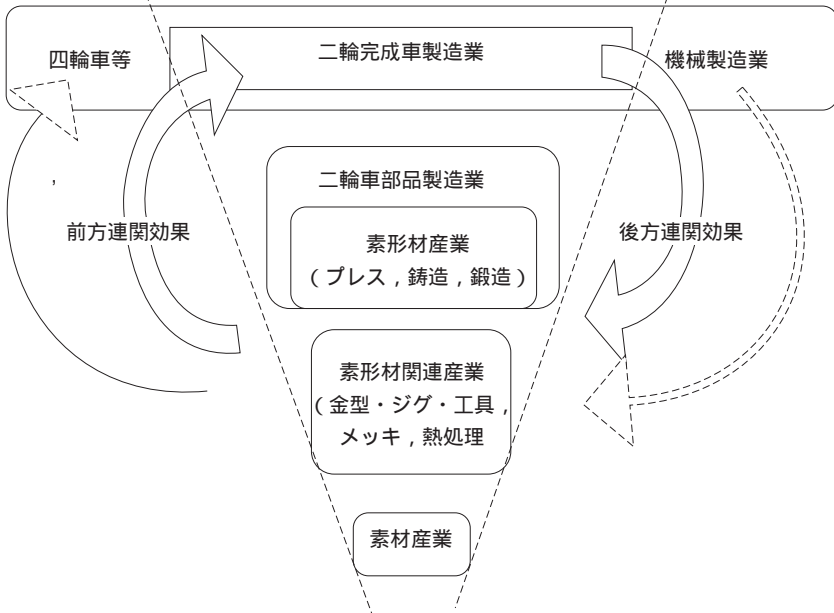 四輪車等
二輪完成車製造業
機械製造業
,
二輪車部品製造業
前方連関効果
素形材産業
(プレス,鋳造,鍛造)
後方連関効果
素形材関連産業
(金型・ジグ・工具,
メッキ,熱処理
素材産業